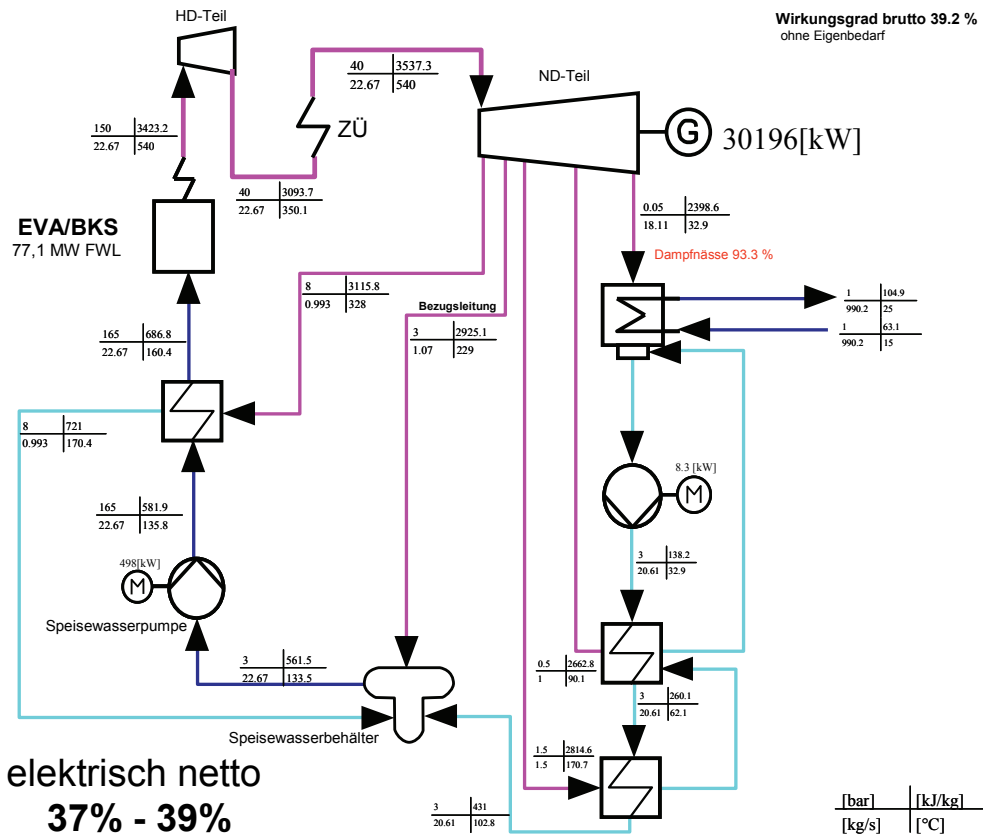 HD-Teil
Wirkungsgrad brutto 39.2 %
ohne Eigenbedarf
40 3537.3
22.67 540
ND-Teil
ZÜ
G
30196[kW]
150 3423.2
22.67 540
40 3093.7
22.67 350.1
0.05 2398.6
18.11 32.9
EVA/BKS
77,1 MW FWL
Dampfnässe 93.3 %
8 3115.8
0.993 328
1 104.9
990.2 25
Bezugsleitung
3 2925.1
1.07 229
1 63.1
990.2 15
165 686.8
22.67 160.4
8 721
0.993 170.4
8.3 [kW]
M
165 581.9
22.67 135.8
3 138.2
20.61 32.9
498[kW]
M
Speisewasserpumpe
3 561.5
22.67 133.5
0.5 2662.8
1 90.1
3 260.1
20.61 62.1
Speisewasserbehälter
1.5 2814.6
1.5 170.7
elektrisch netto
37% - 39%
3 431
20.61 102.8
[bar] [kJ/kg]
[kg/s] [°C]